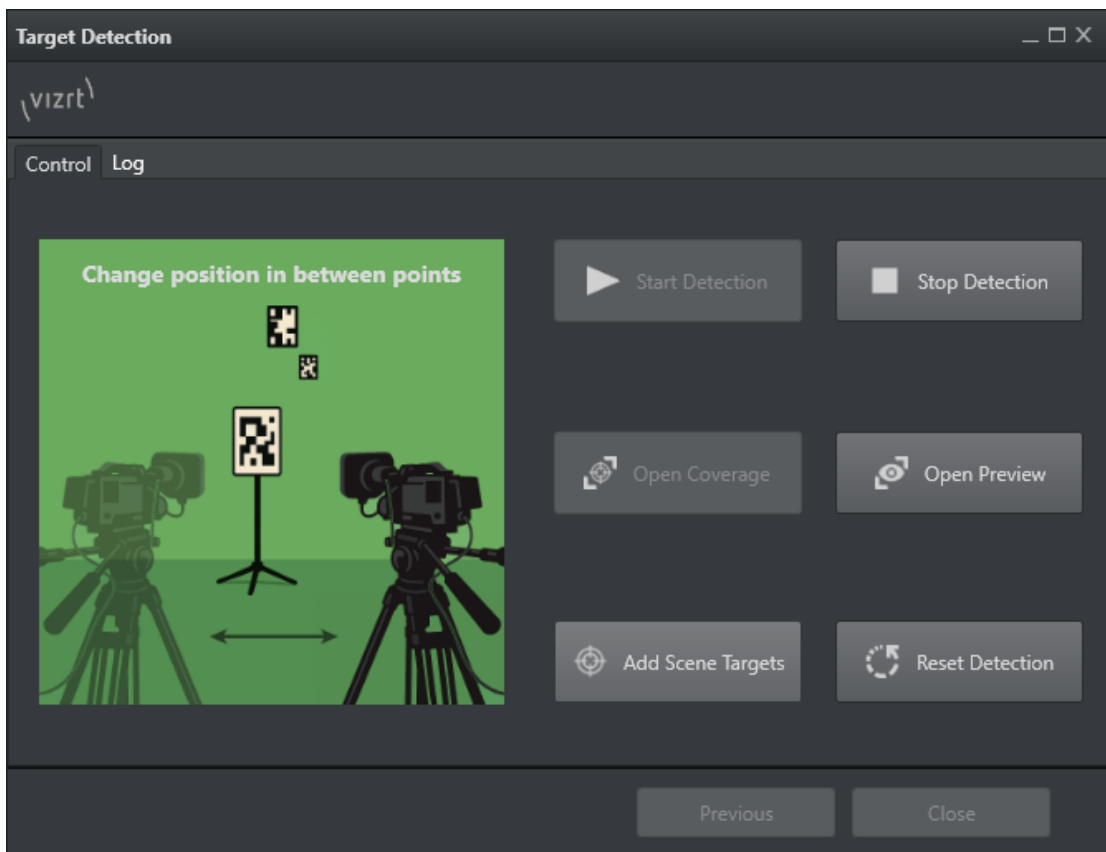 Target Detection
vizrt
Control Log
Change position in between points
Start Detection
Stop Detection
Open Coverage
Open Preview
Add Scene Targets
Reset Detection
Previous
Close